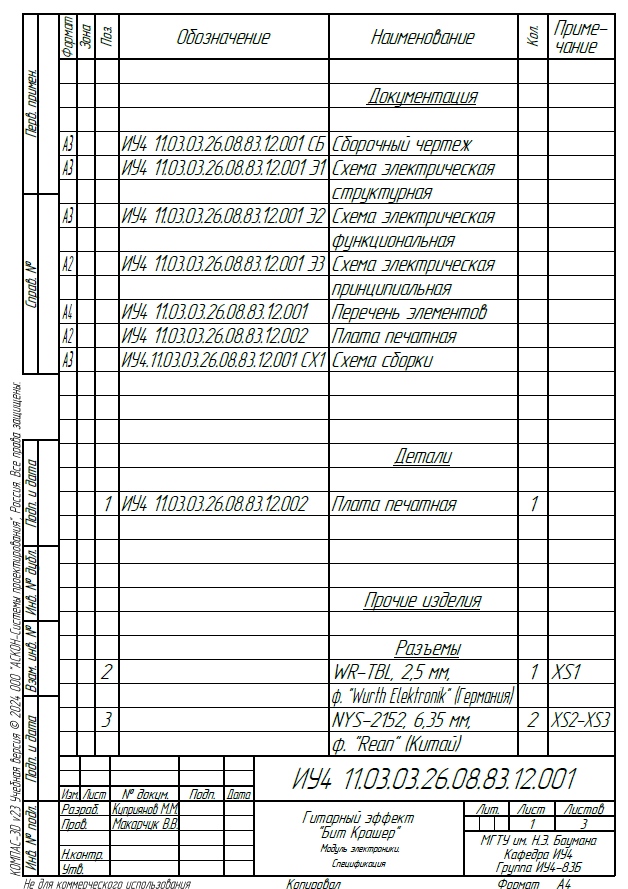 Формат Зона Поз. Обозначение Наименование Кол. Приме-
чание
Документация
А3 ИУ4 11.03.03.26.08.83.12.001 СБ Сборочный чертеж
А3 ИУ4 11.03.03.26.08.83.12.001 Э1 Схема электрическая
структурная
А3 ИУ4 11.03.03.26.08.83.12.001 Э2 Схема электрическая
функциональная
А2 ИУ4 11.03.03.26.08.83.12.001 Э3 Схема электрическая
принципиальная
А4 ИУ4 11.03.03.26.08.83.12.001 Перечень элементов
А2 ИУ4 11.03.03.26.08.83.12.002 Плата печатная
А3 ИУ4.11.03.03.26.08.83.12.001 СХ1 Схема сборки
Детали
1 ИУ4 11.03.03.26.08.83.12.002 Плата печатная 1
Прочие изделия
Разъемы
2 WR-TBL, 2,5 мм, 1 XS1
ф. "Wurth Elektronik" (Германия)
3 NYS-2152, 6,35 мм, 2 XS2-XS3
ф. "Rean" (Китай)
Перв. примен.
Справ. №
Подп. и дата
Инв. № дубл.
Взам. инв. №
Подп. и дата
Инв. № подл.
КОМПАС-3D v23 Учебная версия © 2024 ООО "АСКОН-Системы проектирования", Россия. Все права защищены.
ИУ4 11.03.03.26.08.83.12.001
Изм. Лист № докум. Подп. Дата
Разраб. Куприянов М.М.
Пров. Макарчук В.В.
Н.контр.
Утв.
Гитарный эффект
"Бит Крашер"
Модуль электроники.
Спецификация
Лит. Лист Листов
1 3
МГТУ им. Н.Э. Баумана
Кафедра ИУ4
Группа ИУ4-83Б
Не для коммерческого использования Копировал Формат А4